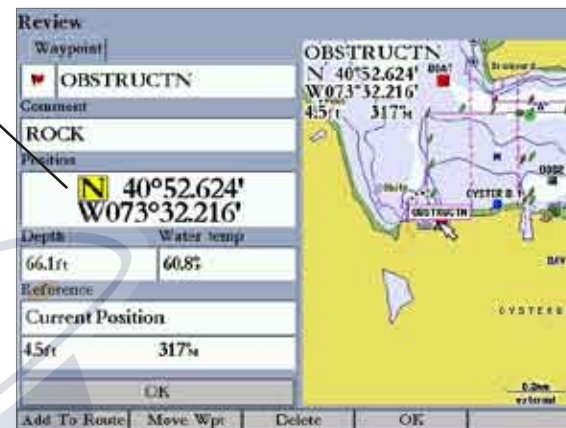 Review
Waypoint
OBSTRUCTN
Comment
ROCK
Position
N 40°52.624'
W073°32.216'
Depth
Water temp
66.1ft
60.8°F
Reference
Current Position
4.5ft
317°M
OK
Add To Route
Move Wpt
Delete
OK
OBSTRUCTN
N 40°52.624'
W073°32.216'
4.5ft
317°M
BOAT
OYSTER B
OBSTRUCTN
OYSTER B
external